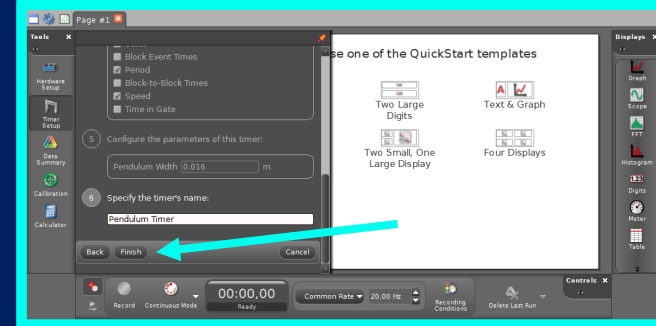 Page #1
Tools
Displays
Hardware
Setup
Timer
Setup
Data
Summary
Calibration
Calculator
Block Event Times
Period
Block-to-Block Times
Speed
Time in Gate
5 Configure the parameters of this timer:
Pendulum Width 0.016 m
6 Specify the timer's name:
Pendulum Timer
Back Finish Cancel
se one of the QuickStart templates
Two Large
Digits
Text & Graph
Two Small, One
Large Display
Four Displays
Graph
Scope
FFT
Histogram
1.23
Digits
Meter
Table
Record Continuous Mode
00:00,00
Ready
Common Rate 20,00 Hz
Recording
Conditions
Delete Last Run
Controls